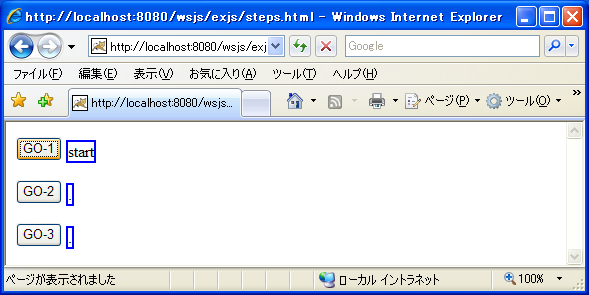 http://localhost:8080/wsjs/exjs/steps.html - Windows Internet Explorer
http://localhost:8080/wsjs/exj
Google
ファイル(F) 編集(E) 表示(V) お気に入り(A) ツール(T) ヘルプ(H)
http://localhost:8080/wsjs... ページ(P) ツール(O) »
GO-1 start
GO-2 .
GO-3 .
ページが表示されました ローカル イントラネット 100%